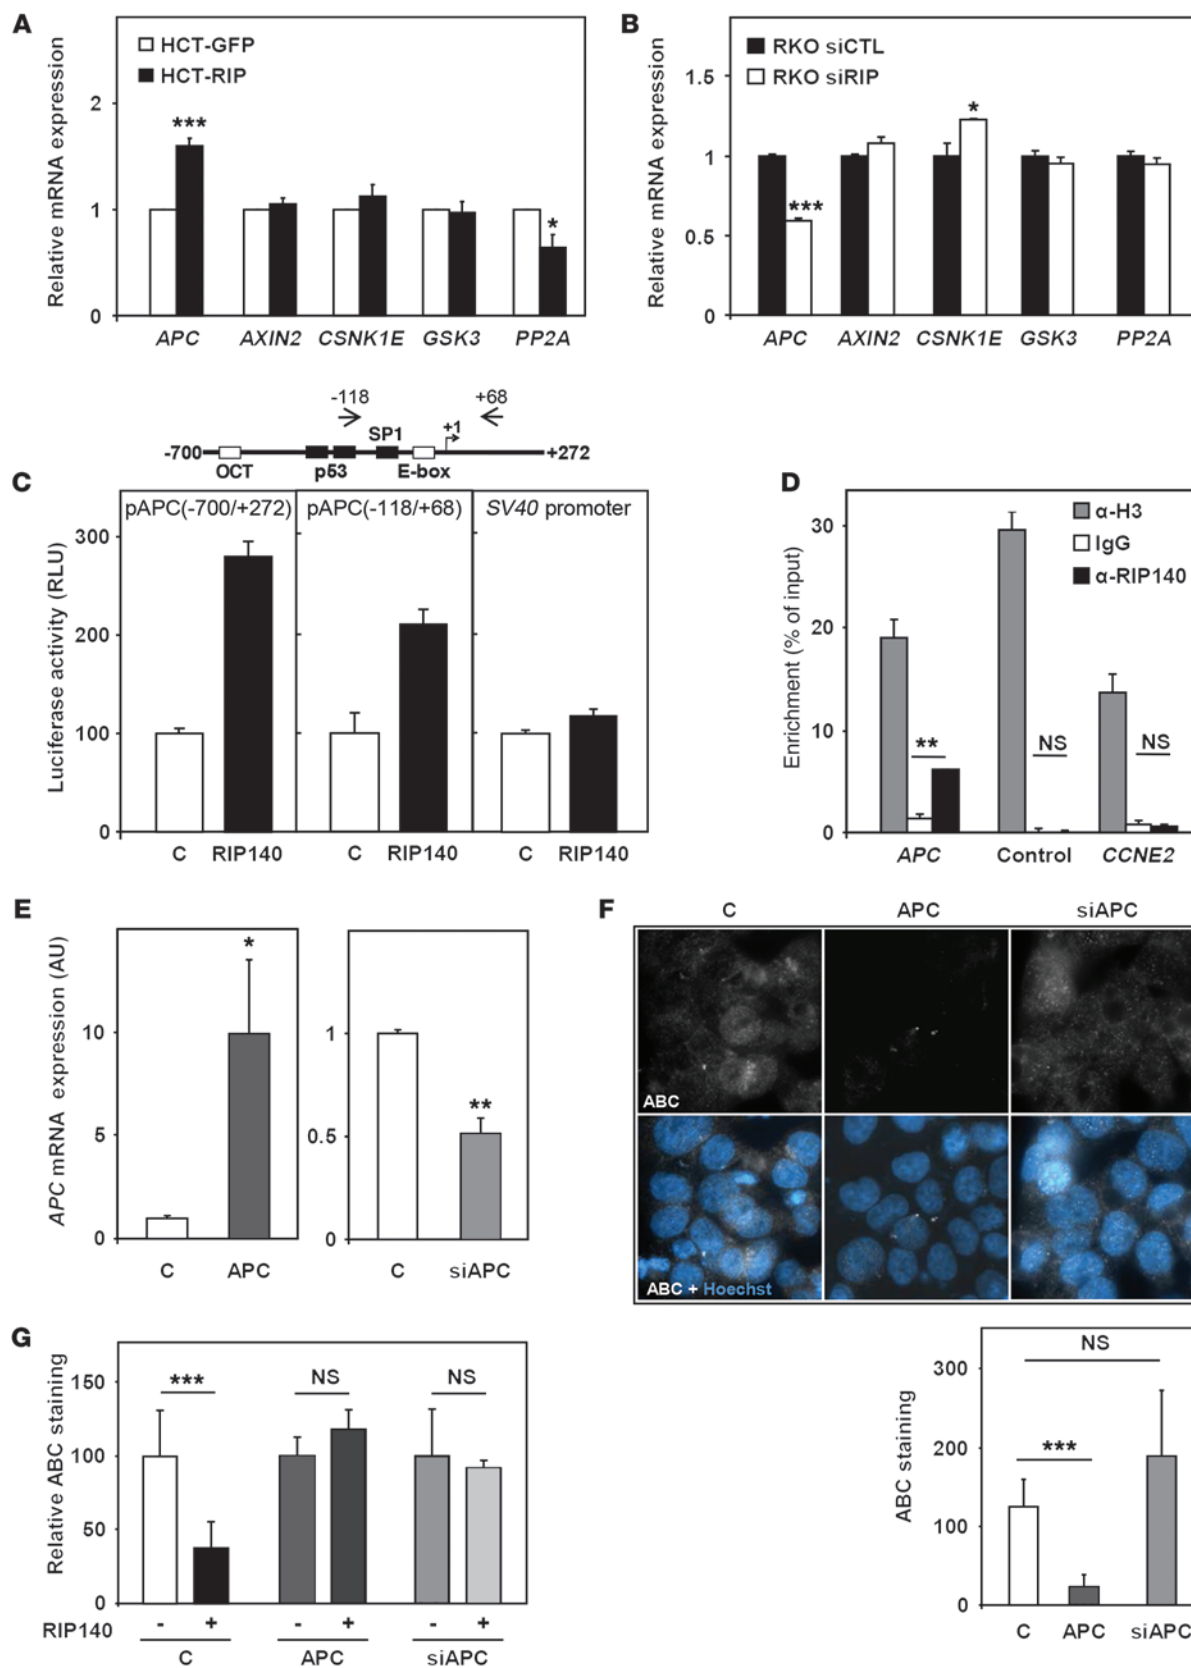 A
HCT-GFP
HCT-RIP
Relative mRNA expression
2
1
0
***
*
APC AXIN2 CSNK1E GSK3 PP2A
B
RKO siCTL
RKO siRIP
Relative mRNA expression
1.5
1
0.5
0
***
*
APC AXIN2 CSNK1E GSK3 PP2A
-118 +68
SP1 +1
-700 +272
OCT p53 E-box
C
pAPC(-700/+272) pAPC(-118/+68) SV40 promoter
Luciferase activity (RLU)
300
200
100
0
C RIP140 C RIP140 C RIP140
D
α-H3
IgG
α-RIP140
Enrichment (% of input)
30
20
10
0
** NS NS
APC Control CCNE2
E
APC mRNA expression (AU)
10
5
0
*
C APC
1
0.5
0
**
C siAPC
F
C APC siAPC
ABC
ABC + Hoechst
NS
***
ABC staining
300
200
100
0
C APC siAPC
G
Relative ABC staining
150
100
50
0
*** NS NS
RIP140 - + - + - +
C APC siAPC